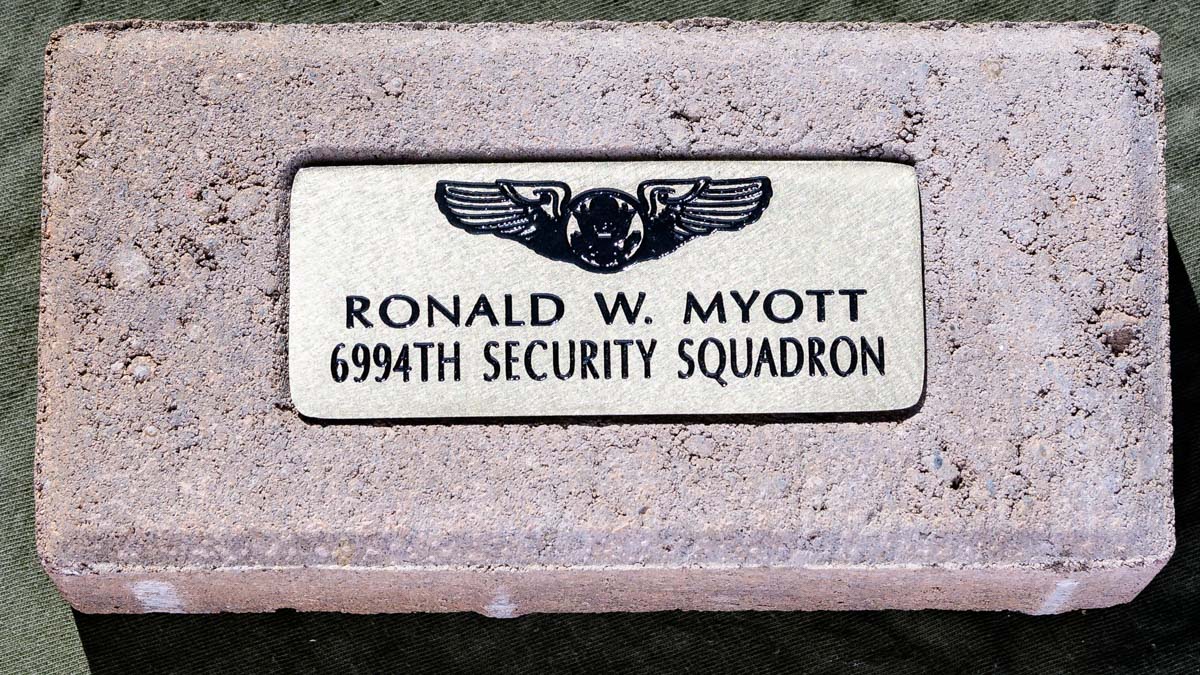 RONALD W. MYOTT
6994TH SECURITY SQUADRON